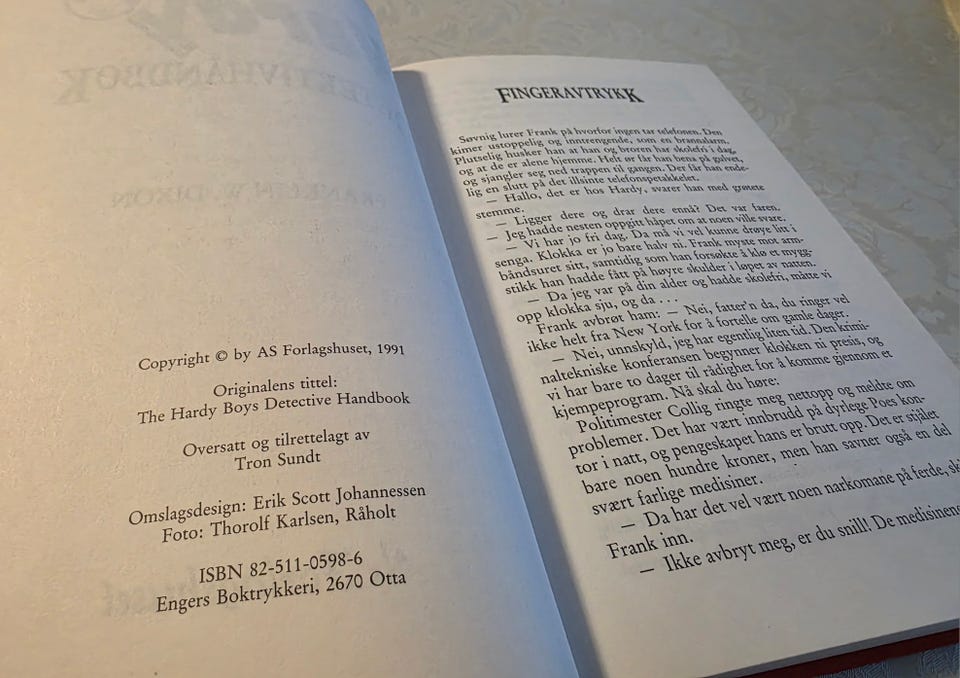 Copyright © by AS Forlagshuset, 1991
Originalens tittel:
The Hardy Boys Detective Handbook
Oversatt og tilrettelagt av
Tron Sundt
Omslagsdesign: Erik Scott Johannessen
Foto: Thorolf Karlsen, Råholt
ISBN 82-511-0598-6
Engers Boktrykkeri, 2670 Otta
FINGERAVTRYKK
Søvnig lurer Frank på hvorfor ingen tar telefonen. Den
kimer ustoppelig og inntrengende, som en brannalarm.
Plutselig husker han at han og broren har skolefri i dag,
og at de er alene hjemme. Helt ør får han bena på gulvet,
og sjangler seg ned trappen til gangen. Der får han ende-
lig en slutt på det illsinte telefonspetakkelet.
— Hallo, det er hos Hardy, svarer han med grøtete
stemme.
— Ligger dere og drar dere ennå? Det var faren.
— Jeg hadde nesten oppgitt håpet om at noen ville svare.
— Vi har jo fri dag. Da må vi vel kunne drøye litt i
senga. Klokka er jo bare halv ni. Frank myste mot arm-
båndsuret sitt, samtidig som han forsøkte å klø et mygg-
stikk han hadde fått på høyre skulder i løpet av natten.
— Da jeg var på din alder og hadde skolefri, måtte vi
opp klokka sju, og da . . .
Frank avbrøt ham: — Nei, fatter'n da, du ringer vel
ikke helt fra New York for å fortelle om gamle dager.
— Nei, unnskyld, jeg har egentlig liten tid. Den krimi-
naltekniske konferansen begynner klokken ni presis, og
vi har bare to dager til rådighet for å komme gjennom et
kjempeprogram. Nå skal du høre:
Politimester Collig ringte meg nettopp og meldte om
problemer. Det har vært innbrudd på dyrlege Poes kon-
tor i natt, og pengeskapet hans er brutt opp. Det er stjålet
bare noen hundre kroner, men han savner også en del
svært farlige medisiner.
— Da har det vel vært noen narkomane på ferde, sk
Frank inn.
— Ikke avbryt meg, er du snill! De medisinene